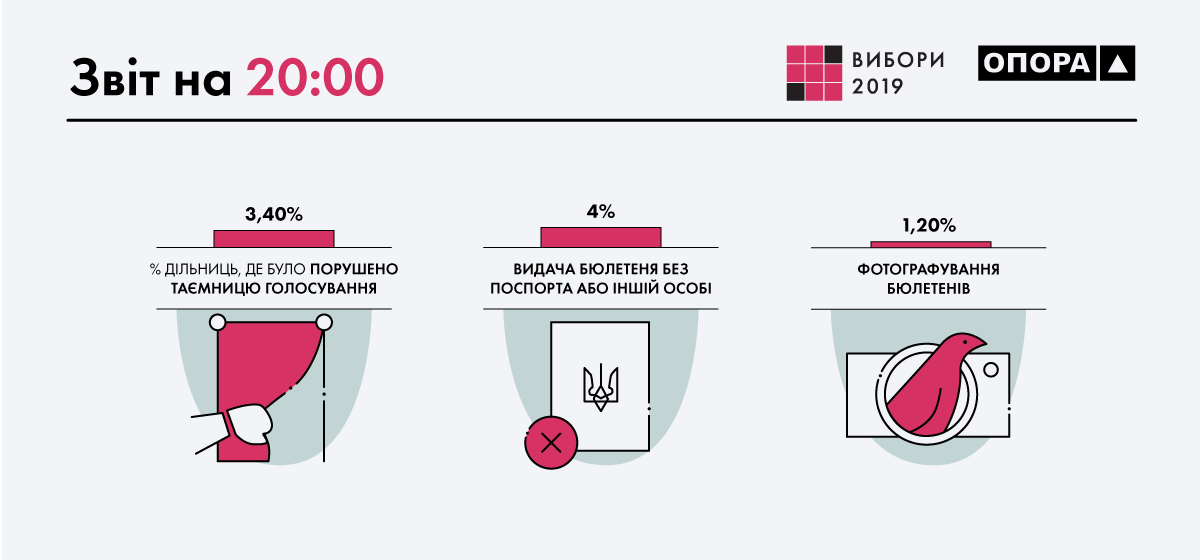 Звіт на 20:00
ВИБОРИ
2019
ОПОРА
3,40%
% ДІЛЬНИЦЬ, ДЕ БУЛО ПОРУШЕНО
ТАЄМНИЦЮ ГОЛОСУВАННЯ
4%
ВИДАЧА БЮЛЕТЕНЯ БЕЗ
ПОСПОРТА АБО ІНШІЙ ОСОБІ
1,20%
ФОТОГРАФУВАННЯ
БЮЛЕТЕНІВ